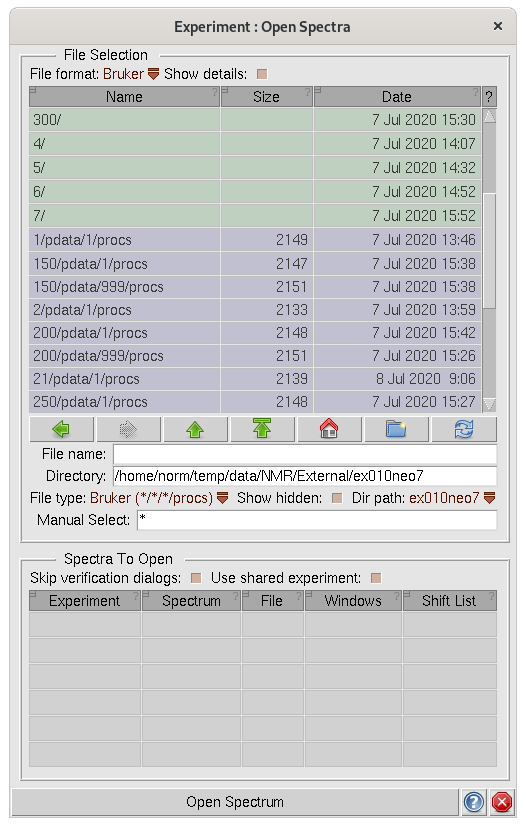 Experiment : Open Spectra ×
File Selection
File format: Bruker Show details:
Name ? Size ? Date ? ?
300/ 7 Jul 2020 15:30
4/ 7 Jul 2020 14:07
5/ 7 Jul 2020 14:32
6/ 7 Jul 2020 14:52
7/ 7 Jul 2020 15:52
1/pdata/1/procs 2149 7 Jul 2020 13:46
150/pdata/1/procs 2147 7 Jul 2020 15:38
150/pdata/999/procs 2151 7 Jul 2020 15:38
2/pdata/1/procs 2133 7 Jul 2020 13:59
200/pdata/1/procs 2148 7 Jul 2020 15:42
200/pdata/999/procs 2151 7 Jul 2020 15:26
21/pdata/1/procs 2139 8 Jul 2020 9:06
250/pdata/1/procs 2148 7 Jul 2020 15:27
File name:
Directory: /home/norm/temp/data/NMR/External/ex010neo7
File type: Bruker (*/*/*/procs) Show hidden: Dir path: ex010neo7
Manual Select: *
Spectra To Open
Skip verification dialogs: Use shared experiment:
Experiment ? Spectrum ? File ? Windows ? Shift List ?
Open Spectrum ?